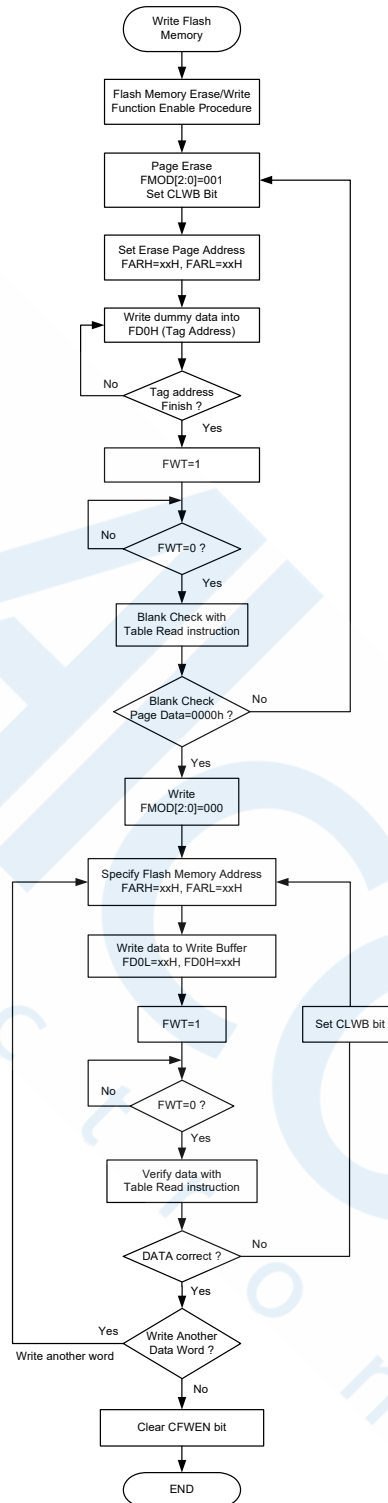 Write Flash
Memory
Flash Memory Erase/Write
Function Enable Procedure
Page Erase
FMOD[2:0]=001
Set CLWB Bit
Set Erase Page Address
FARH=xxH, FARL=xxH
Write dummy data into
FD0H (Tag Address)
No
Tag address
Finish ?
Yes
FWT=1
No
FWT=0 ?
Yes
Blank Check with
Table Read instruction
Blank Check
Page Data=0000h ?
No
Yes
Write
FMOD[2:0]=000
Specify Flash Memory Address
FARH=xxH, FARL=xxH
Write data to Write Buffer
FD0L=xxH, FD0H=xxH
FWT=1
Set CLWB bit
No
FWT=0 ?
Yes
Verify data with
Table Read instruction
DATA correct ?
No
Yes
Yes
Write Another
Data Word ?
Write another word
No
Clear CFWEN bit
END